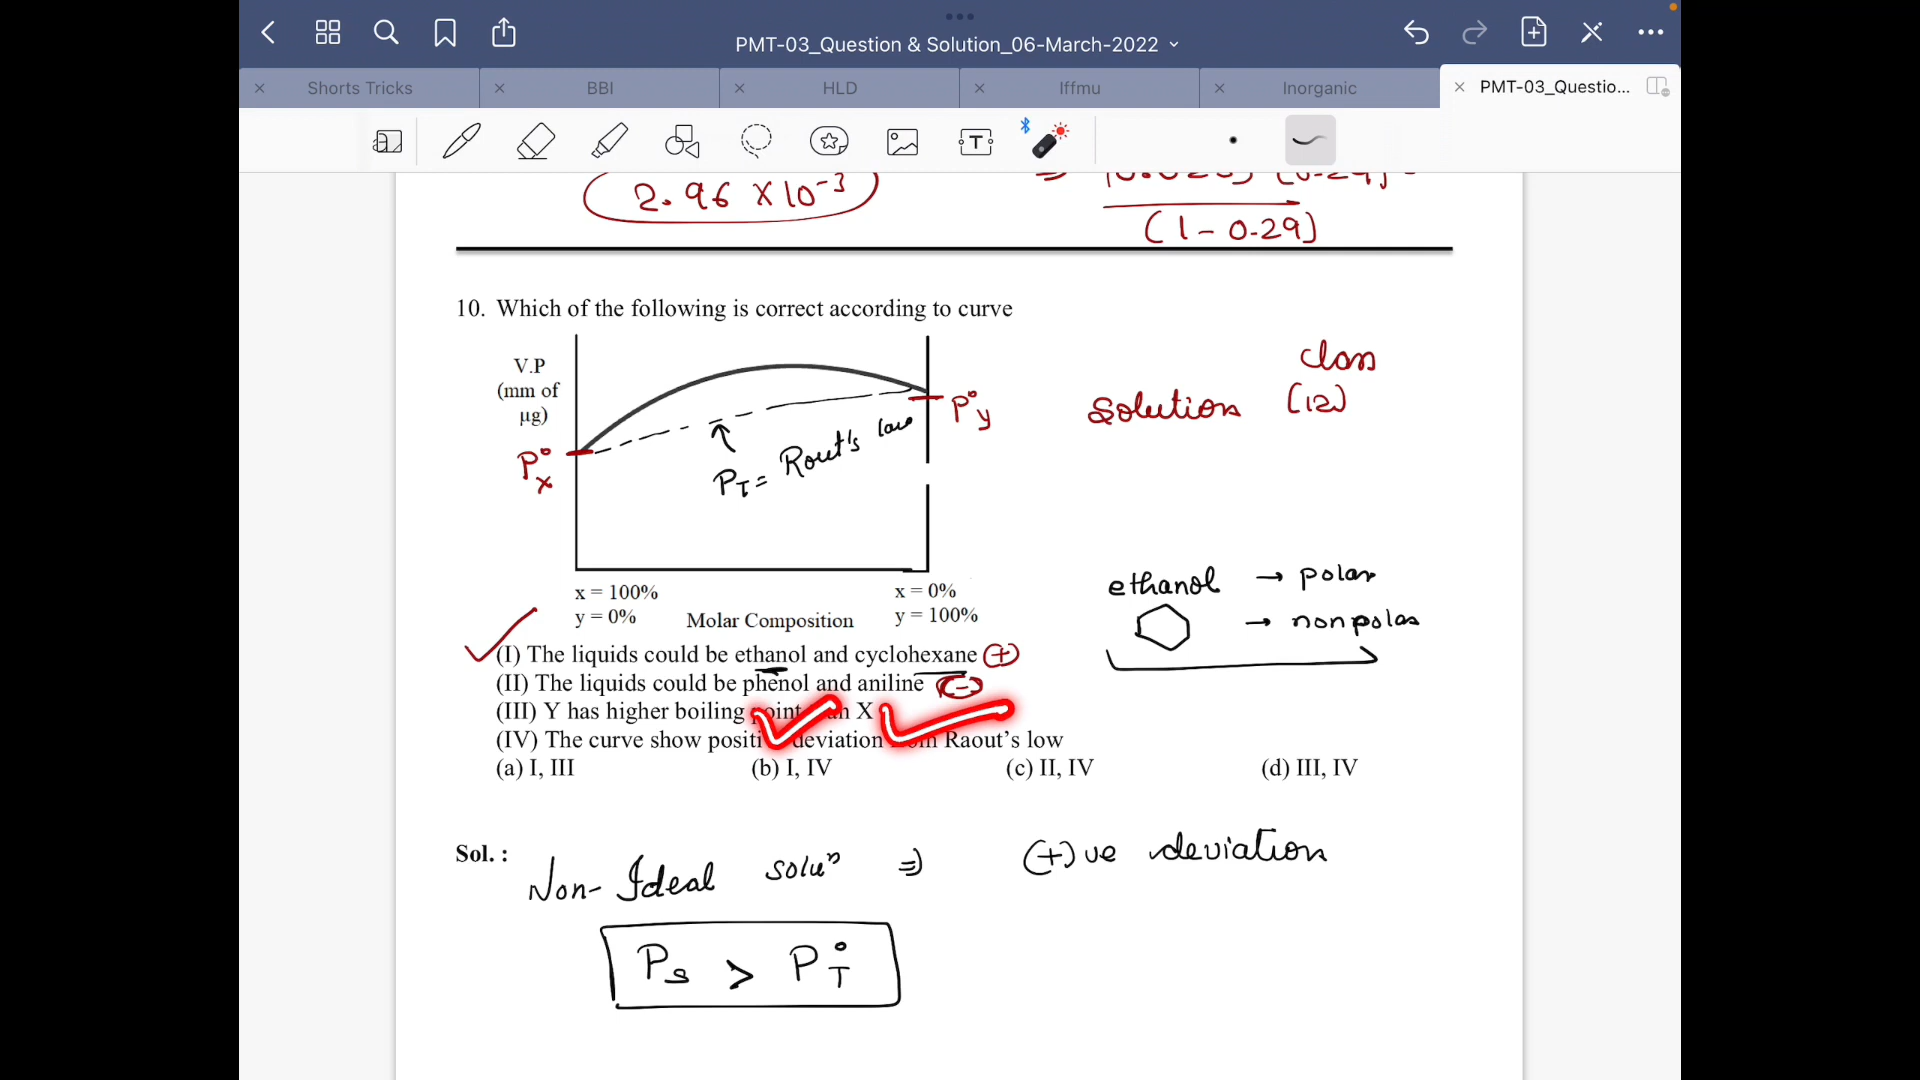 PMT-03_Question & Solution_06-March-2022
Shorts Tricks
BBI
HLD
Iffmu
Inorganic
PMT-03_Questio...
2.96 X10-3
(1-0.29)
10. Which of the following is correct according to curve
V.P
(mm of
μg)
P°x
P°y
PT = Rout's law
solution
class
(12)
x = 100%
y = 0%
Molar Composition
x = 0%
y = 100%
ethanol → polar
→ nonpolar
(I) The liquids could be ethanol and cyclohexane (+)
(II) The liquids could be phenol and aniline (-)
(III) Y has higher boiling point X
(IV) The curve show deviation Raout's low
(a) I, III
(b) I, IV
(c) II, IV
(d) III, IV
Sol. :
Non-Ideal solun ⇒ (+)ve deviation
Ps > P°T